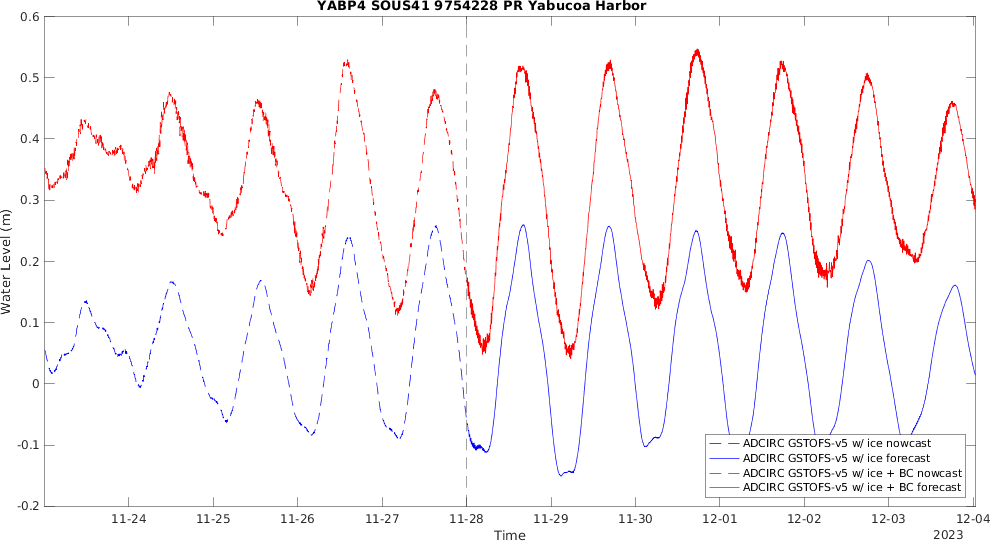 YABP4 SOUS41 9754228 PR Yabucoa Harbor
0.6
0.5
0.4
0.3
0.2
0.1
0
-0.1
-0.2
Water Level (m)
ADCIRC GSTOFS-v5 w/ ice nowcast
ADCIRC GSTOFS-v5 w/ ice forecast
ADCIRC GSTOFS-v5 w/ ice + BC nowcast
ADCIRC GSTOFS-v5 w/ ice + BC forecast
11-24 11-25 11-26 11-27 11-28 11-29 11-30 12-01 12-02 12-03 12-04
Time
2023